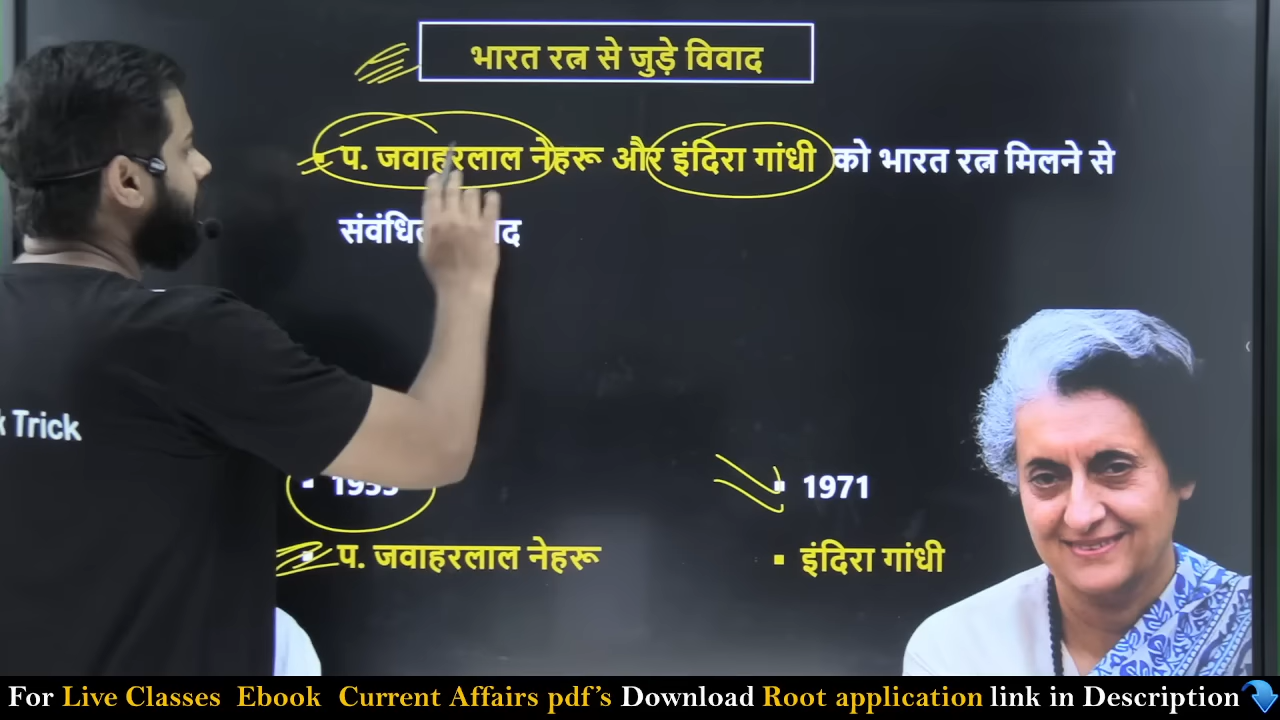 भारत रत्न से जुड़े विवाद
प. जवाहरलाल नेहरू और इंदिरा गांधी को भारत रत्न मिलने से
k Trick
1971
प. जवाहरलाल नेहरू
इंदिरा गांधी
For Live Classes Ebook Current Affairs pdf's Download Root application link in Description